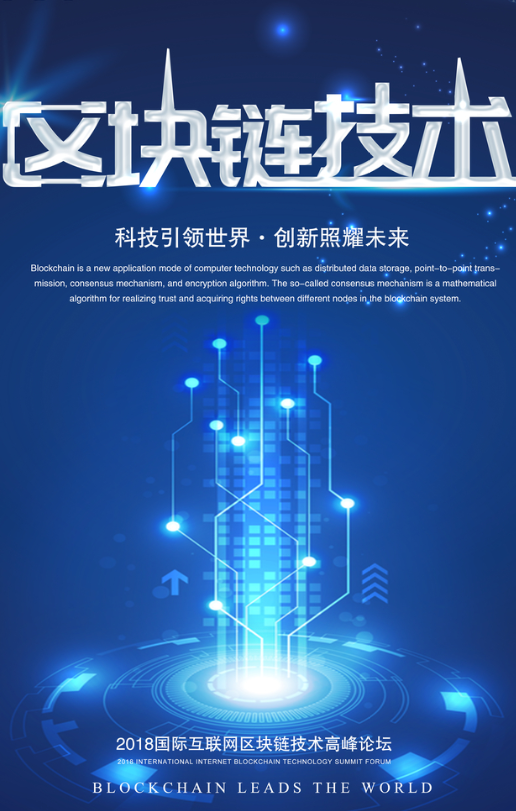 区块链技术
科技引领世界·创新照耀未来
Blockchain is a new application mode of computer technology such as distributed data storage, point-to-point trans-
mission, consensus mechanism, and encryption algorithm. The so-called consensus mechanism is a mathematical
algorithm for realizing trust and acquiring rights between different nodes in the blockchain system.
2018国际互联网区块链技术高峰论坛
2018 INTERNATIONAL INTERNET BLOCKCHAIN TECHNOLOGY SUMMIT FORUM
BLOCKCHAIN LEADS THE WORLD